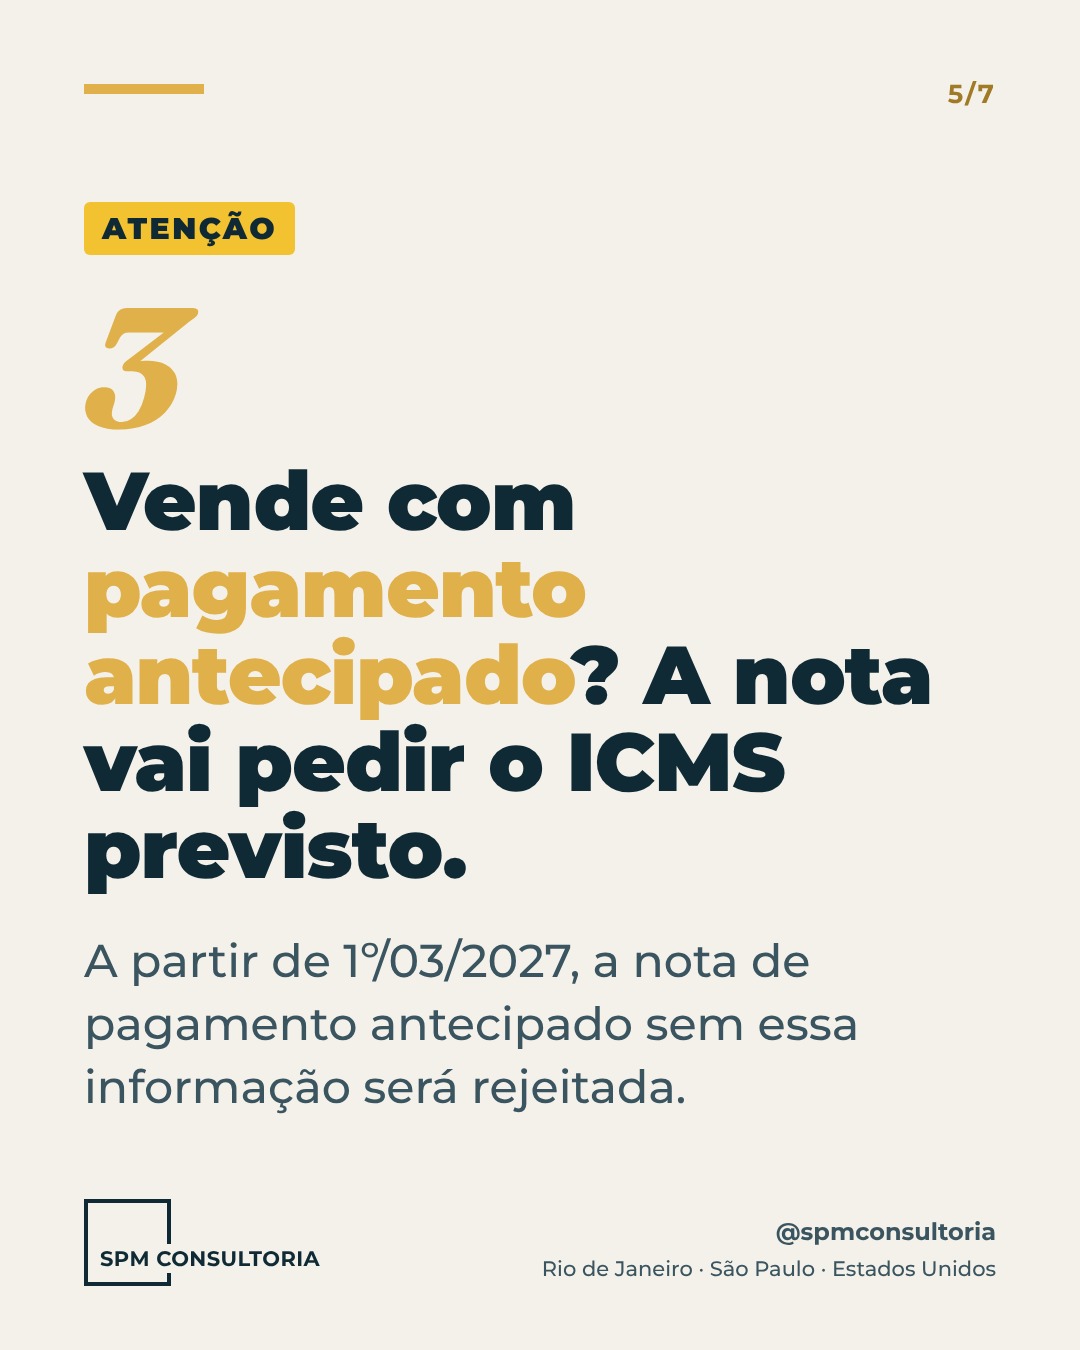 5/7
ATENÇÃO
3
Vende com
pagamento
antecipado? A nota
vai pedir o ICMS
previsto.
A partir de 1º/03/2027, a nota de
pagamento antecipado sem essa
informação será rejeitada.
SPM CONSULTORIA
@spmconsultoria
Rio de Janeiro · São Paulo · Estados Unidos